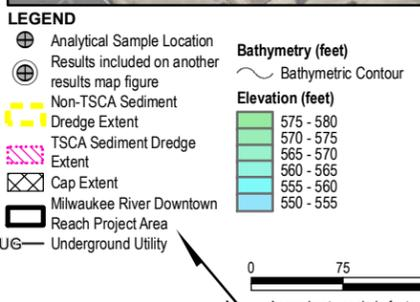 LEGEND
Analytical Sample Location
Results included on another
results map figure
Non-TSCA Sediment
Dredge Extent
TSCA Sediment Dredge
Extent
Cap Extent
Milwaukee River Downtown
Reach Project Area
UG Underground Utility
Bathymetry (feet)
Bathymetric Contour
Elevation (feet)
575 - 580
570 - 575
565 - 570
560 - 565
555 - 560
550 - 555
0 75